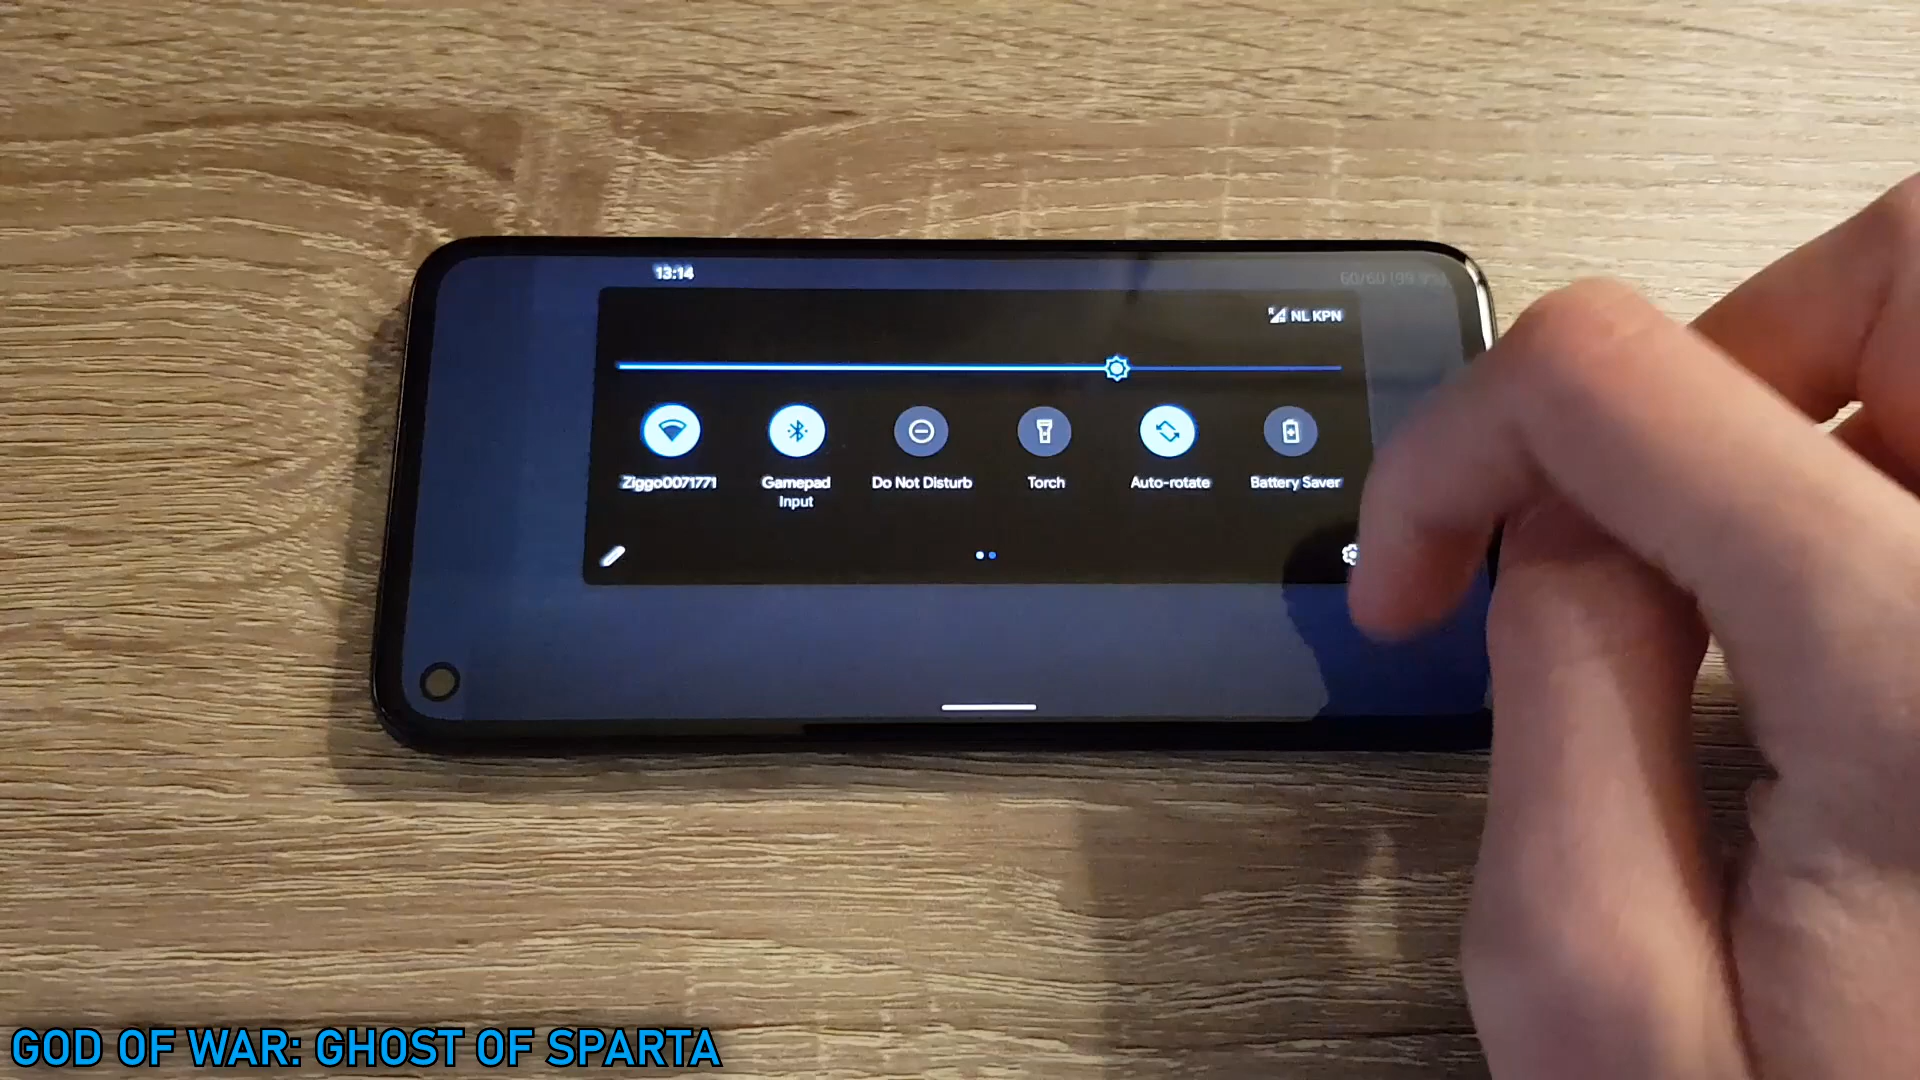 13:14
NL KPN
Ziggo0071771
Gamepad
Input
Do Not Disturb
Torch
Auto-rotate
Battery Saver
GOD OF WAR: GHOST OF SPARTA